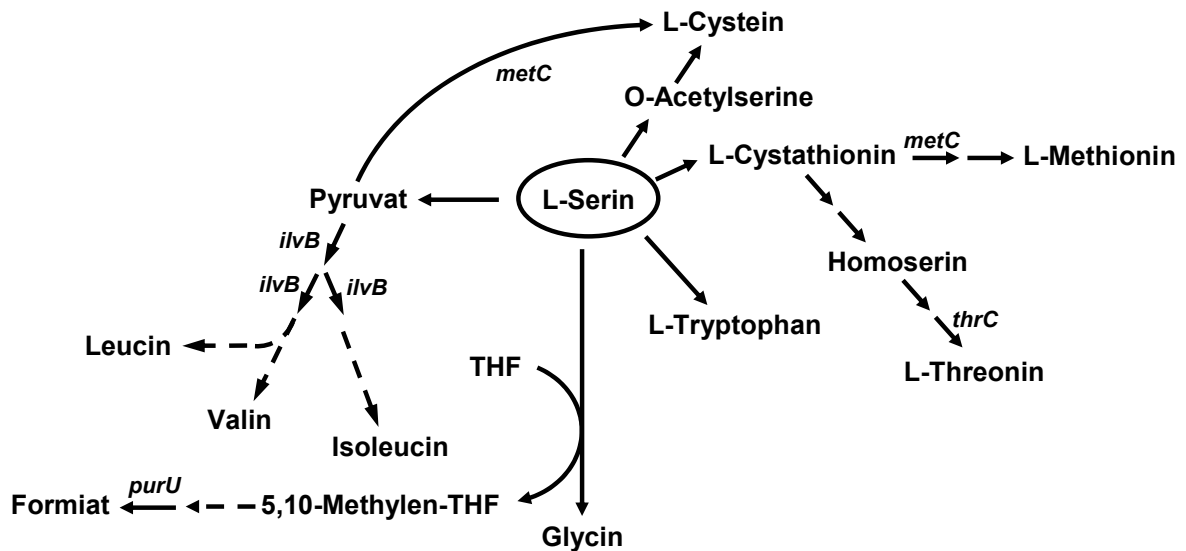 L-Cystein
metC
O-Acetylserine
L-Cystathionin
metC
L-Methionin
Pyruvat
L-Serin
ilvB
Homoserin
ilvB
ilvB
L-Tryptophan
thrC
Leucin
THF
L-Threonin
Valin
Isoleucin
Formiat
purU
5,10-Methylen-THF
Glycin